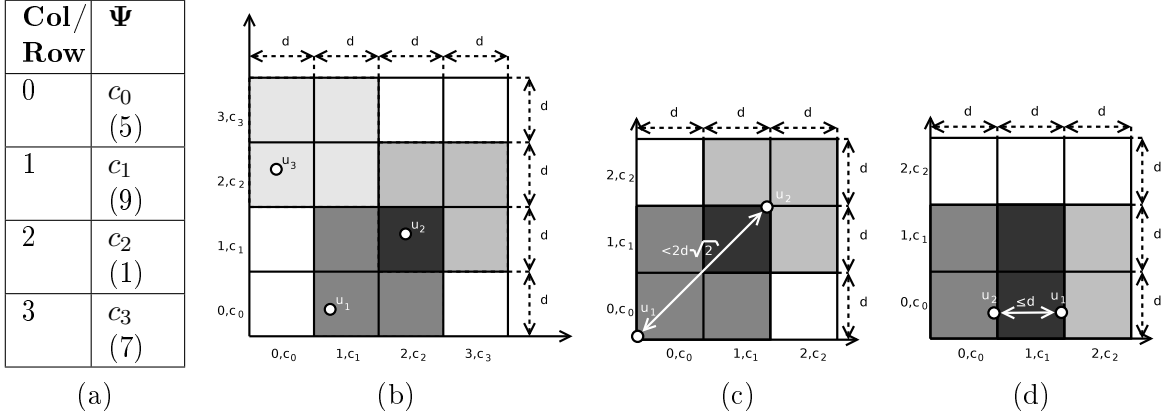 Col/ Ψ
Row
0 c0
(5)
1 c1
(9)
2 c2
(1)
3 c3
(7)
(a)
d d d d
3,c3 d
u3
2,c2 d
u2
1,c1 d
u1
0,c0 d
0,c0 1,c1 2,c2 3,c3
(b)
d d d
2,c2 d
u2
1,c1 <2d√2 d
u1
0,c0 d
0,c0 1,c1 2,c2
(c)
d d d
2,c2 d
1,c1 d
u2 ≤d u1
0,c0 d
0,c0 1,c1 2,c2
(d)